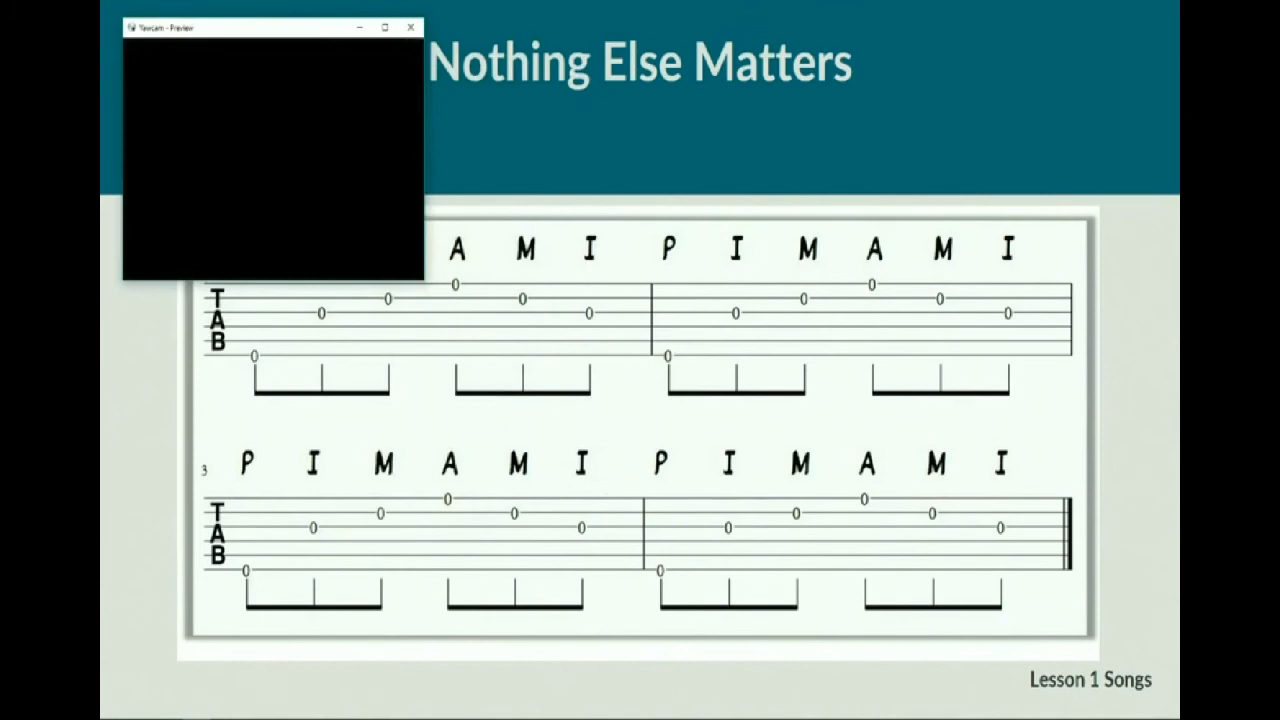 Yawcam - Preview
Nothing Else Matters
A M I P I M A M I
T
A
B
0 0 0 0 0 0 0 0 0 0 0 0
3
P I M A M I P I M A M I
T
A
B
0 0 0 0 0 0 0 0 0 0 0 0
Lesson 1 Songs